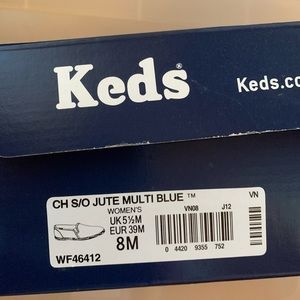 Keds®
Keds.co
CH S/O JUTE MULTI BLUE ™
VN
WOMEN'S
UK 5½M
EUR 39M
8M
VN08
J12
0 4420 9355 752
WF46412